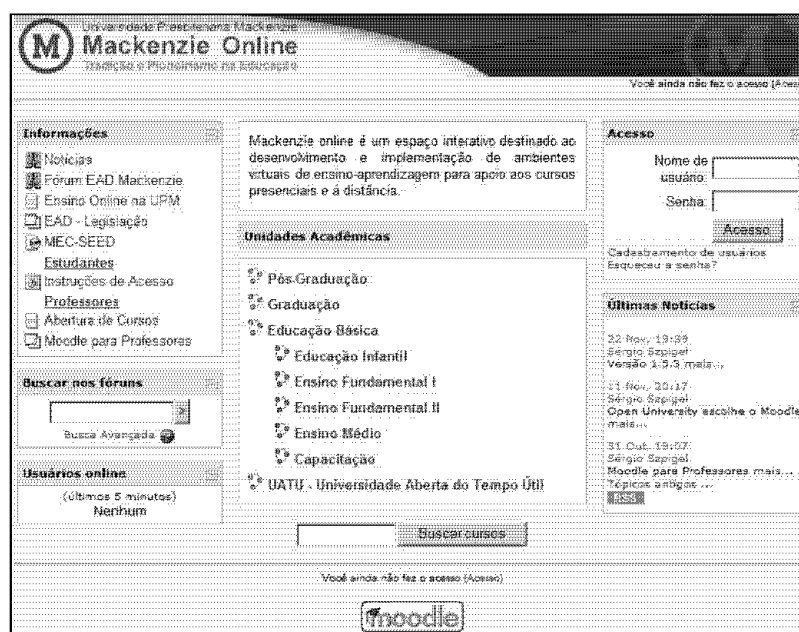 Universidade Presbiteriana Mackenzie
M
Mackenzie Online
Tradição e Pioneirismo na Educação
Você ainda não fez o acesso (Aces
Informações
Notícias
Fórum EAD Mackenzie
Ensino Online na UPM
EAD - Legislação
MEC-SEED
Estudantes
Instruções de Acesso
Professores
Abertura de Cursos
Moodle para Professores
Buscar nos fóruns
Busca Avançada
Usuários online
(últimos 5 minutos)
Nenhum
Mackenzie online é um espaço interativo destinado ao
desenvolvimento e implementação de ambientes
virtuais de ensino-aprendizagem para apoio aos cursos
presenciais e á distância.
Unidades Acadêmicas
Pós-Graduação
Graduação
Educação Básica
Educação Infantil
Ensino Fundamental I
Ensino Fundamental II
Ensino Médio
Capacitação
UATU - Universidade Aberta do Tempo Útil
Buscar cursos
Acesso
Nome de
usuário:
Senha:
Acesso
Cadastramento de usuários
Esqueceu a senha?
Últimas Notícias
22 Nov, 19:39
Sérgio Szpigel
Versão 1.5.3 mais...
11 Nov, 20:17
Sérgio Szpigel
Open University escolhe o Moodle
mais...
31 Out, 19:07
Sérgio Szpigel
Moodle para Professores mais...
Tópicos antigos ...
RSS
Você ainda não fez o acesso (Acesso)
moodle